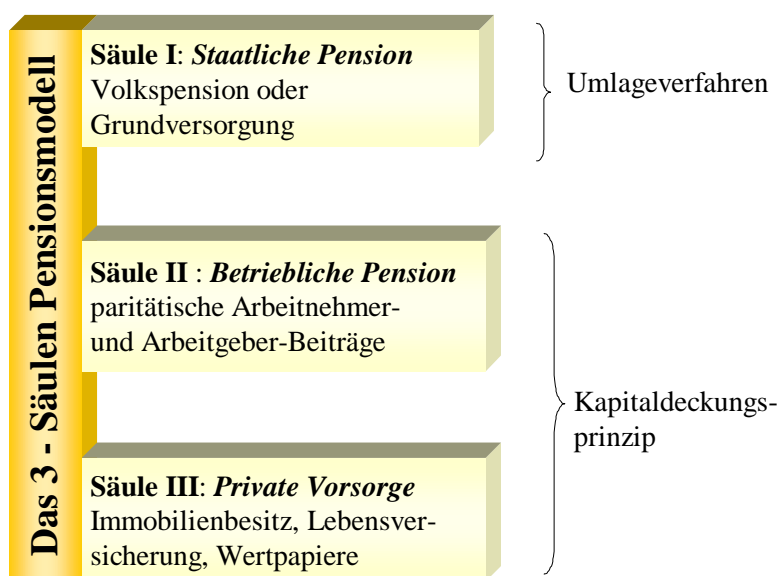 Das 3 - Säulen Pensionsmodell
Säule I: Staatliche Pension
Volkspension oder
Grundversorgung
Umlageverfahren
Säule II : Betriebliche Pension
paritätische Arbeitnehmer-
und Arbeitgeber-Beiträge
Kapitaldeckungs-
prinzip
Säule III: Private Vorsorge
Immobilienbesitz, Lebensver-
sicherung, Wertpapiere